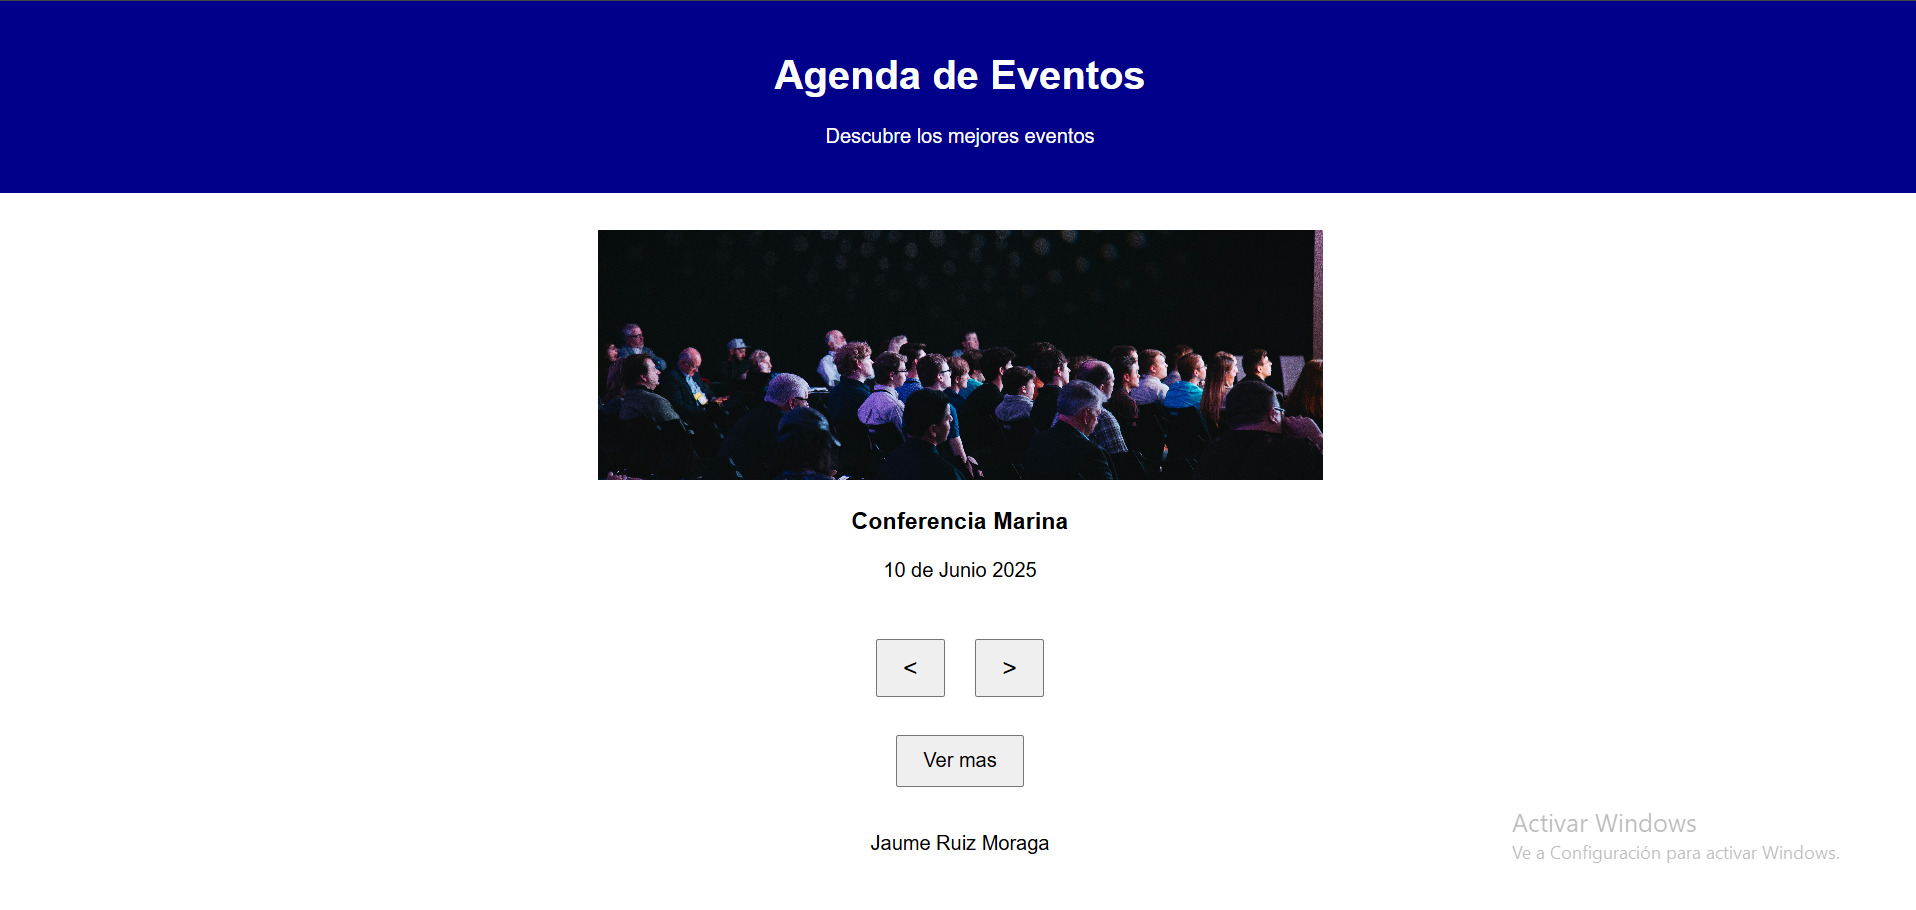 Agenda de Eventos
Descubre los mejores eventos
Conferencia Marina
10 de Junio 2025
< >
Ver mas
Jaume Ruiz Moraga
Activar Windows
Ve a Configuración para activar Windows.